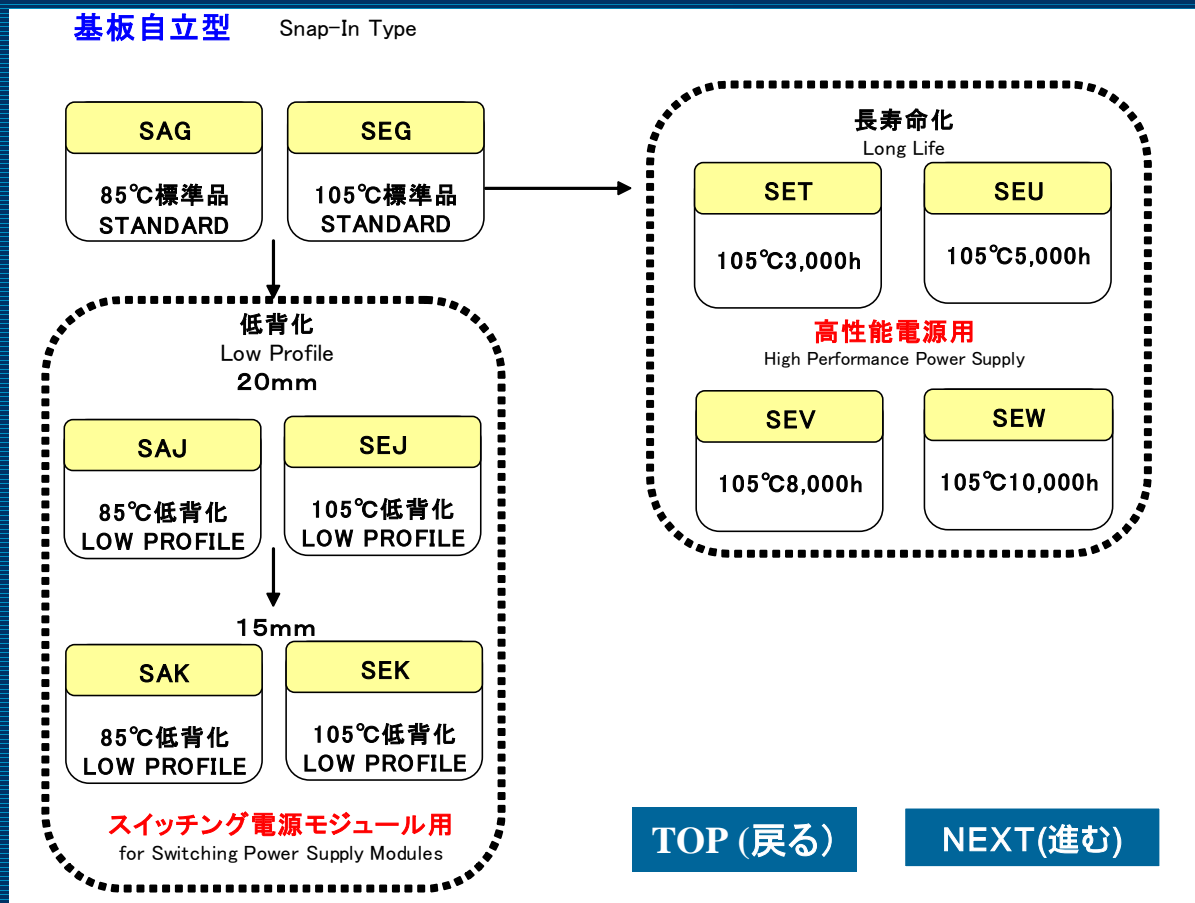 基板自立型 Snap-In Type
SAG
85℃標準品
STANDARD
SEG
105℃標準品
STANDARD
低背化
Low Profile
20mm
SAJ
85℃低背化
LOW PROFILE
SEJ
105℃低背化
LOW PROFILE
15mm
SAK
85℃低背化
LOW PROFILE
SEK
105℃低背化
LOW PROFILE
スイッチング電源モジュール用
for Switching Power Supply Modules
長寿命化
Long Life
SET
105℃3,000h
SEU
105℃5,000h
高性能電源用
High Performance Power Supply
SEV
105℃8,000h
SEW
105℃10,000h
TOP (戻る)
NEXT(進む)